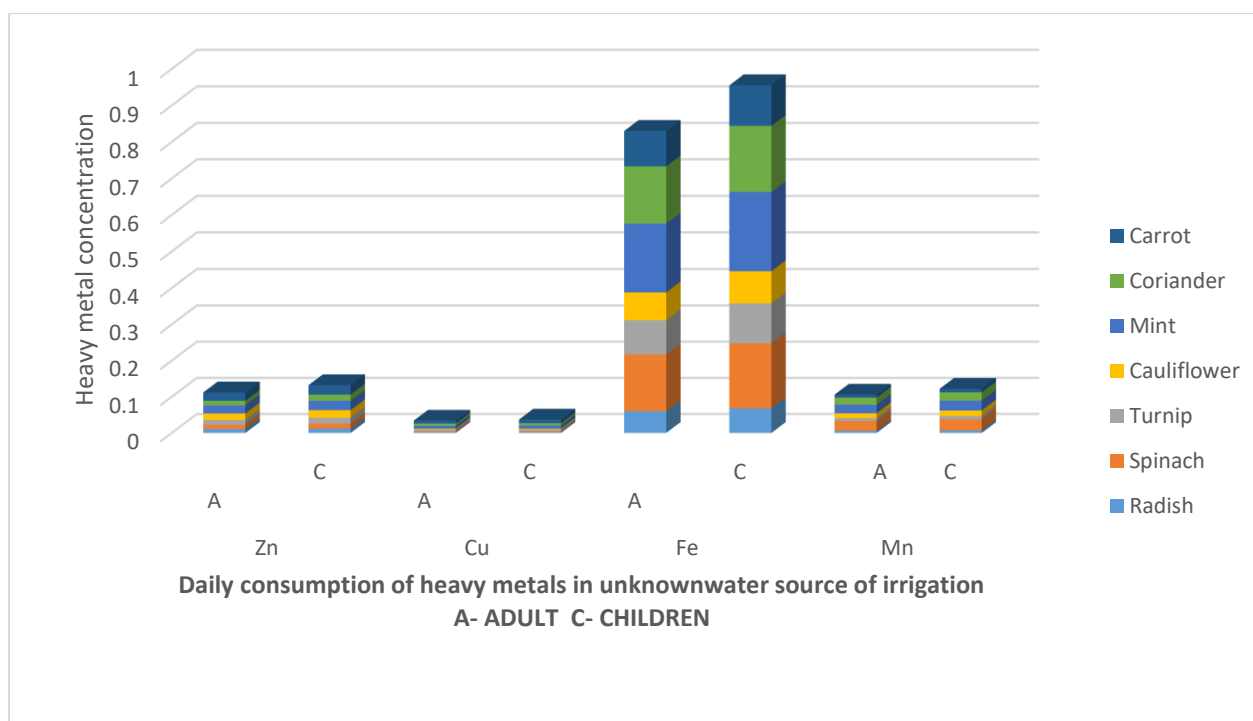 Heavy metal concentration
1
0.9
0.8
0.7
0.6
0.5
0.4
0.3
0.2
0.1
0
A C A C A C A C
Zn Cu Fe Mn
Daily consumption of heavy metals in unknownwater source of irrigation
A- ADULT C- CHILDREN
Carrot
Coriander
Mint
Cauliflower
Turnip
Spinach
Radish